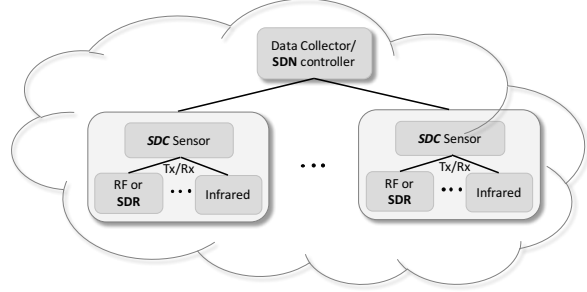 Data Collector/
SDN controller
SDC Sensor
Tx/Rx
RF or
SDR
...
Infrared
...
SDC Sensor
Tx/Rx
RF or
SDR
...
Infrared